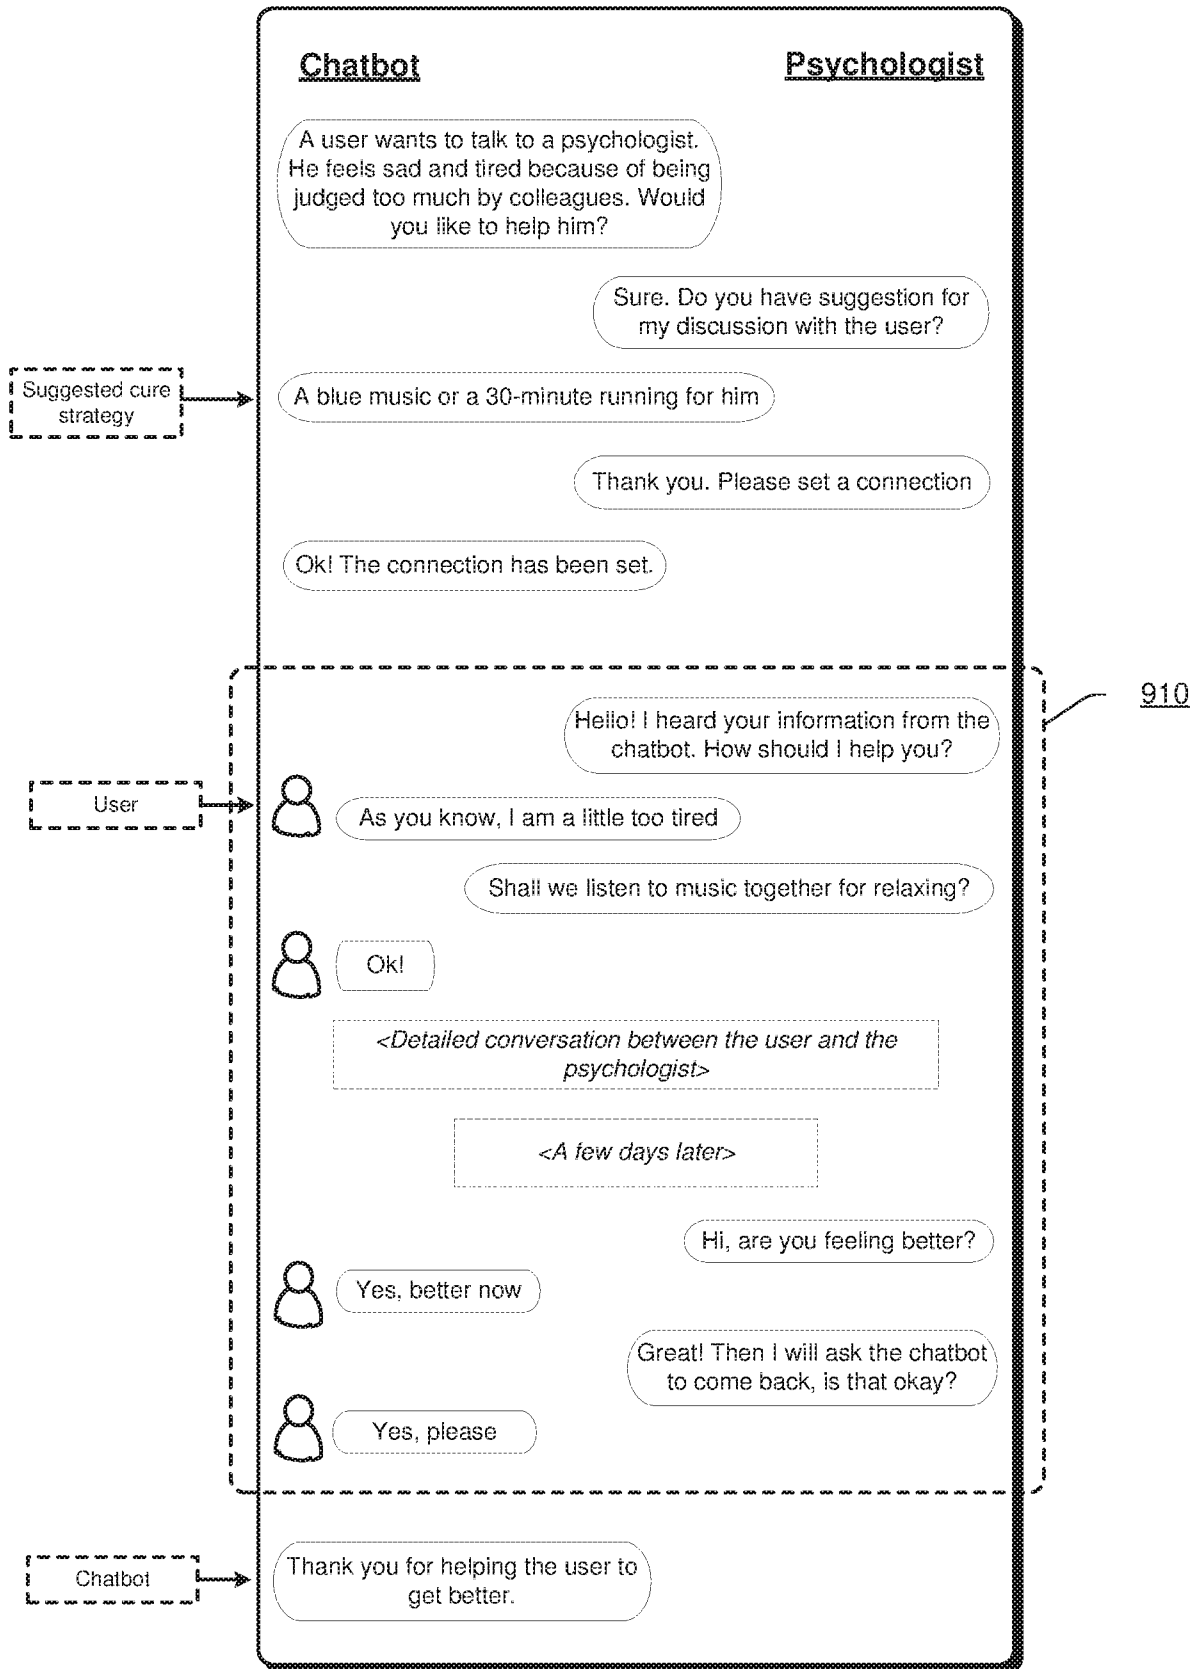 Chatbot
Psychologist
A user wants to talk to a psychologist.
He feels sad and tired because of being
judged too much by colleagues. Would
you like to help him?
Sure. Do you have suggestion for
my discussion with the user?
Suggested cure
strategy
A blue music or a 30-minute running for him
Thank you. Please set a connection
Ok! The connection has been set.
910
Hello! I heard your information from the
chatbot. How should I help you?
User
As you know, I am a little too tired
Shall we listen to music together for relaxing?
Ok!
<Detailed conversation between the user and the
psychologist>
<A few days later>
Hi, are you feeling better?
Yes, better now
Great! Then I will ask the chatbot
to come back, is that okay?
Yes, please
Chatbot
Thank you for helping the user to
get better.